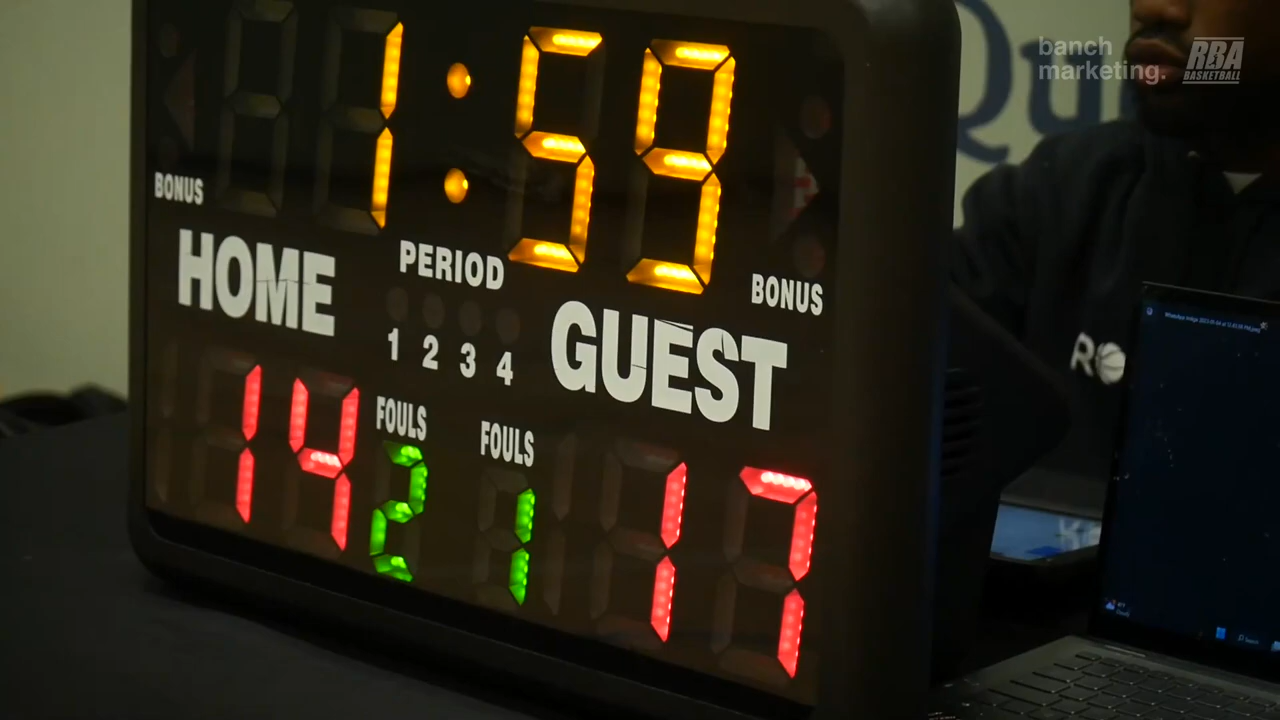 1:59
banch
marketing.
RBA
BASKETBALL
Qu
BONUS
HOME
PERIOD
1 2 3 4
GUEST
BONUS
14
FOULS
2
FOULS
1
17
R